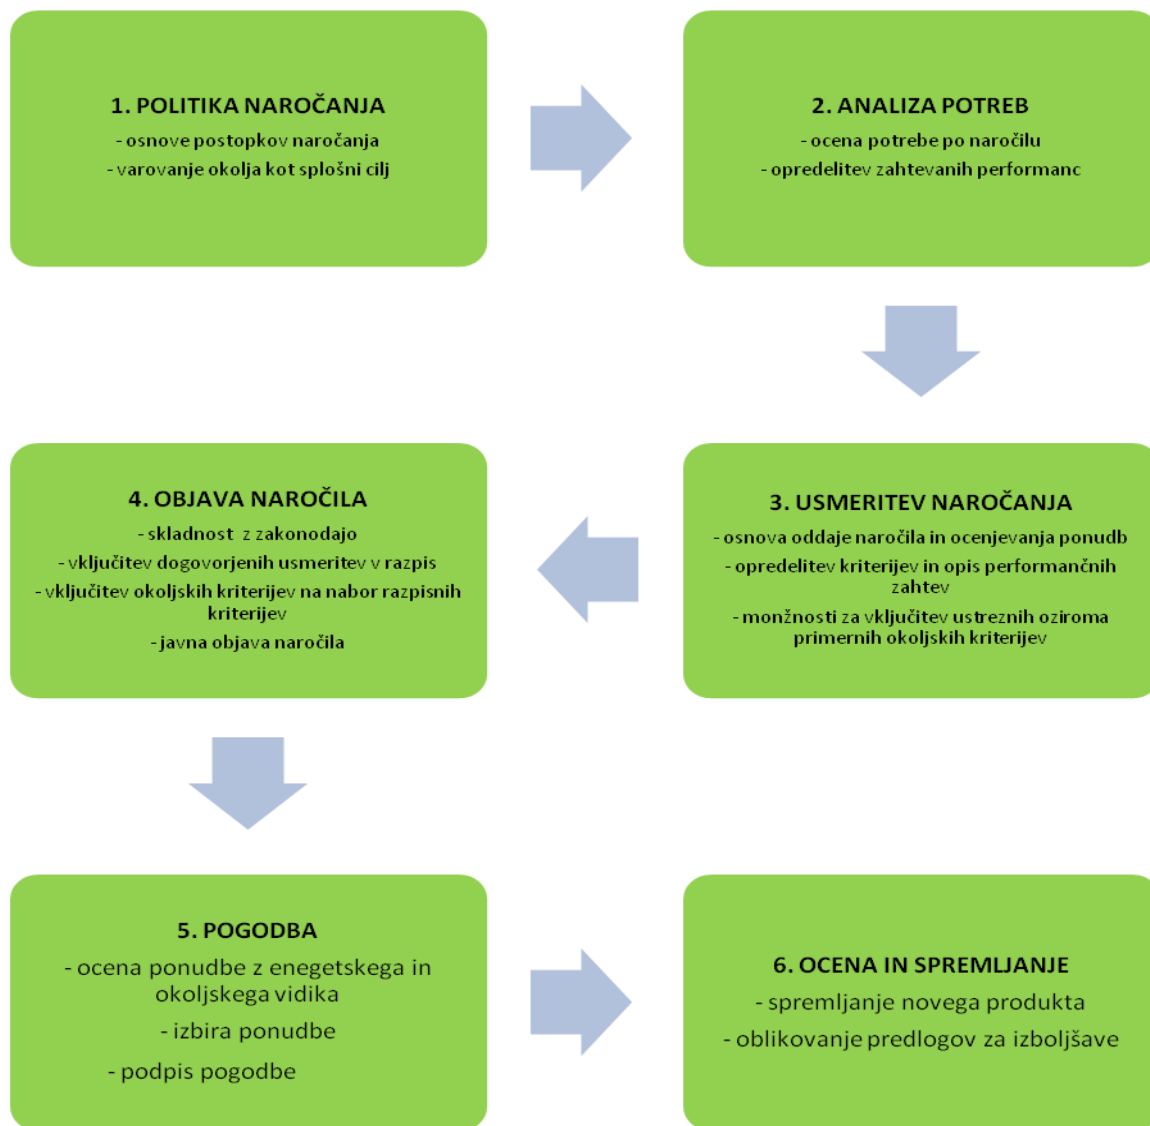 1. POLITIKA NAROČANJA
- osnove postopkov naročanja
- varovanje okolja kot splošni cilj
2. ANALIZA POTREB
- ocena potrebe po naročilu
- opredelitev zahtevanih performanc
3. USMERITEV NAROČANJA
- osnova oddaje naročila in ocenjevanja ponudb
- opredelitev kriterijev in opis performančnih
zahtev
- monžnosti za vključitev ustreznih oziroma
primernih okoljskih kriterijev
4. OBJAVA NAROČILA
- skladnost z zakonodajo
- vključitev dogovorjenih usmeritev v razpis
- vključitev okoljskih kriterijev na nabor razpisnih
kriterijev
- javna objava naročila
5. POGODBA
- ocena ponudbe z enegetskega in
okoljskega vidika
- izbira ponudbe
- podpis pogodbe
6. OCENA IN SPREMLJANJE
- spremljanje novega produkta
- oblikovanje predlogov za izboljšave